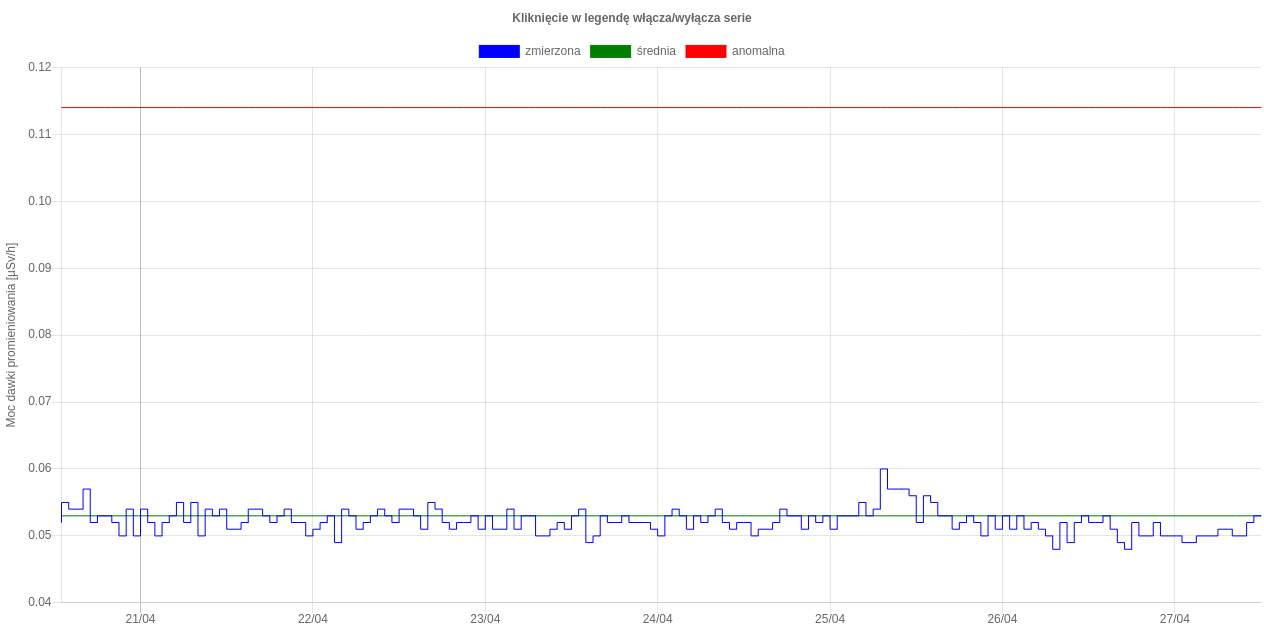 Kliknięcie w legendę włącza/wyłącza serie
zmierzona średnia anomalna
Moc dawki promieniowania [µSv/h]
0.12
0.11
0.10
0.09
0.08
0.07
0.06
0.05
0.04
21/04 22/04 23/04 24/04 25/04 26/04 27/04